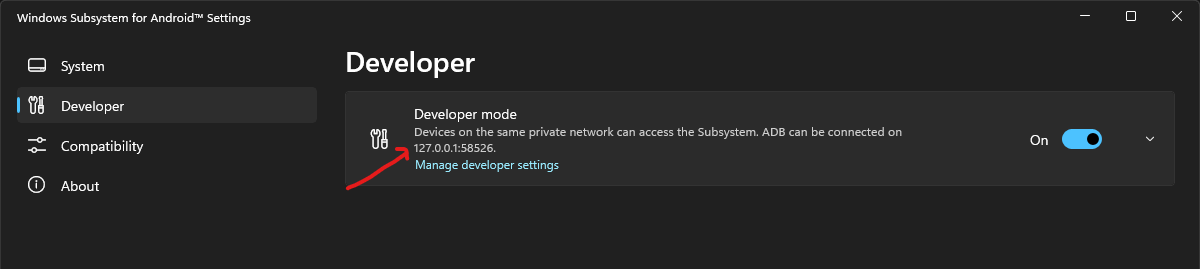 Windows Subsystem for Android™ Settings
System
Developer
Compatibility
About
Developer
Developer mode
Devices on the same private network can access the Subsystem. ADB can be connected on
127.0.0.1:58526.
Manage developer settings
On